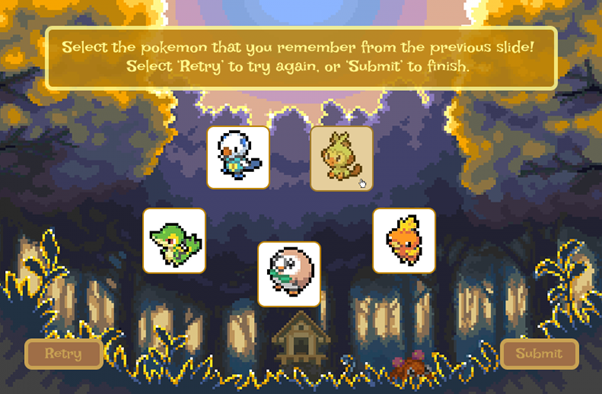 Select the pokemon that you remember from the previous slide!
Select 'Retry' to try again, or 'Submit' to finish.
Retry
Submit